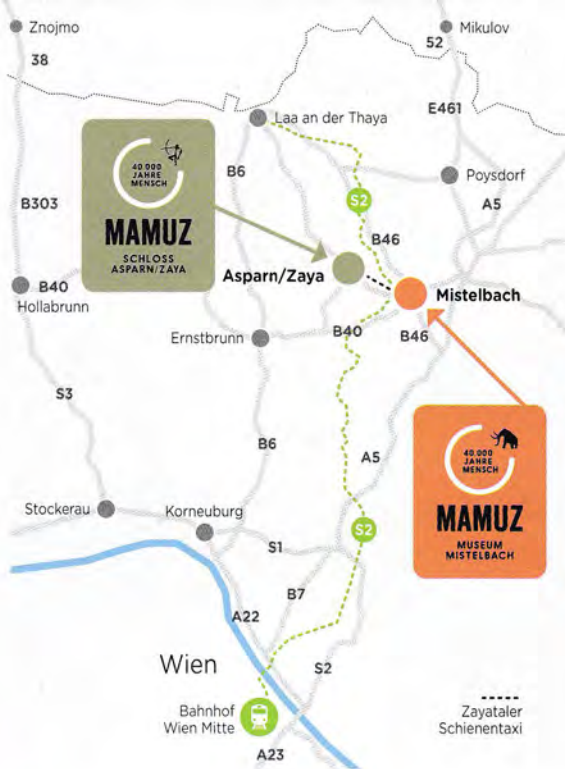 Znojmo
Mikulov
38
52
E461
Laa an der Thaya
40.000
JAHRE
MENSCH
B6
Poysdorf
MAMUZ
SCHLOSS
ASPARN/ZAYA
S2
A5
B303
B46
Asparn/Zaya
B40
Mistelbach
Hollabrunn
Ernstbrunn
B40
B46
S3
B6
A5
40.000
JAHRE
MENSCH
MAMUZ
MUSEUM
MISTELBACH
Stockerau
Korneuburg
S2
S1
B7
A22
Wien
S2
Bahnhof
Wien Mitte
Zayataler
Schienentaxi
A23